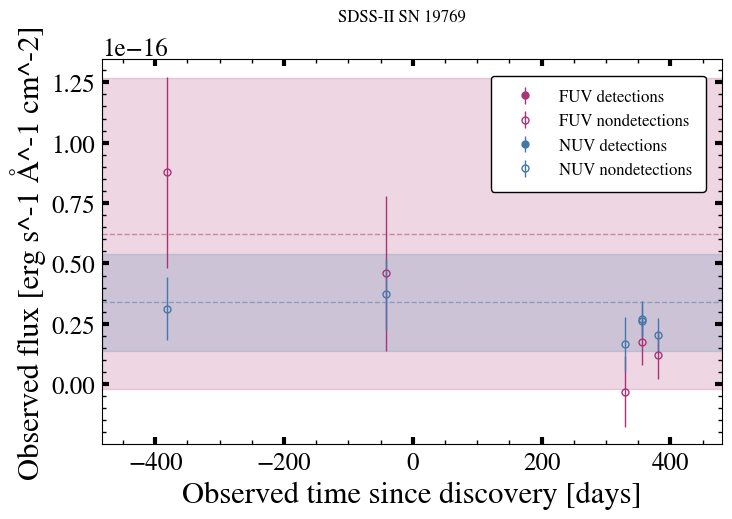 SDSS-II SN 19769
1e−16
1.25
1.00
0.75
0.50
0.25
0.00
Observed flux [erg s^-1 Å^-1 cm^-2]
FUV detections
FUV nondetections
NUV detections
NUV nondetections
−400 −200 0 200 400
Observed time since discovery [days]